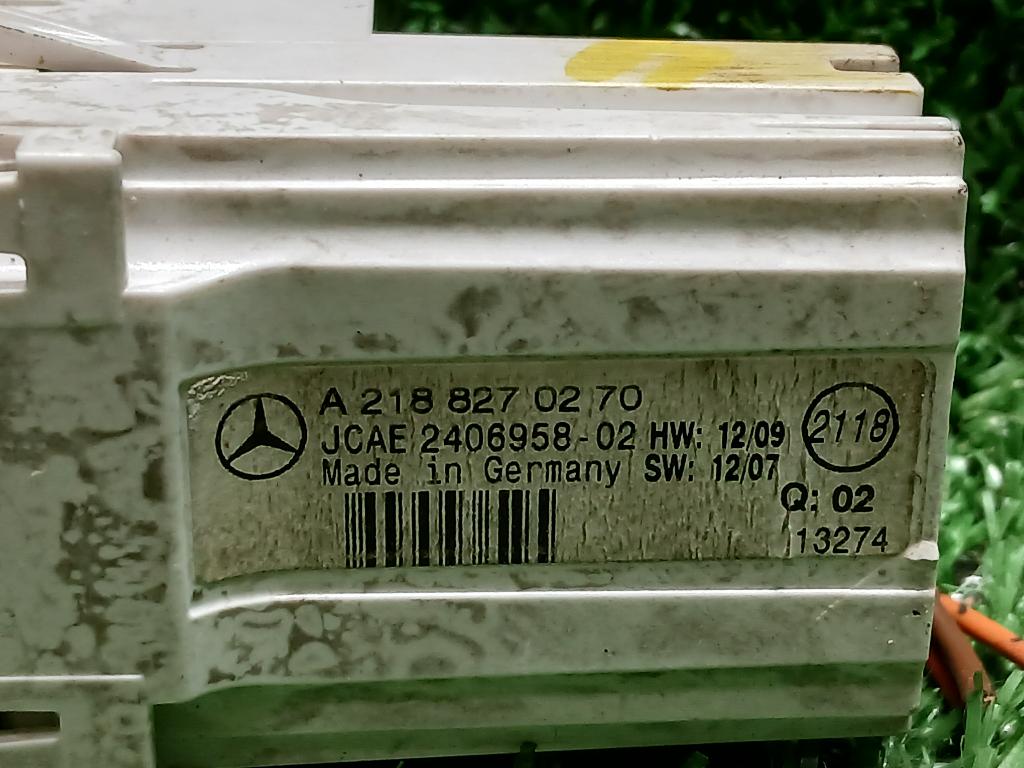 A 218 827 02 70
JCAE 2406958-02 HW: 12/09
Made in Germany SW: 12/07
2118
Q: 02
13274